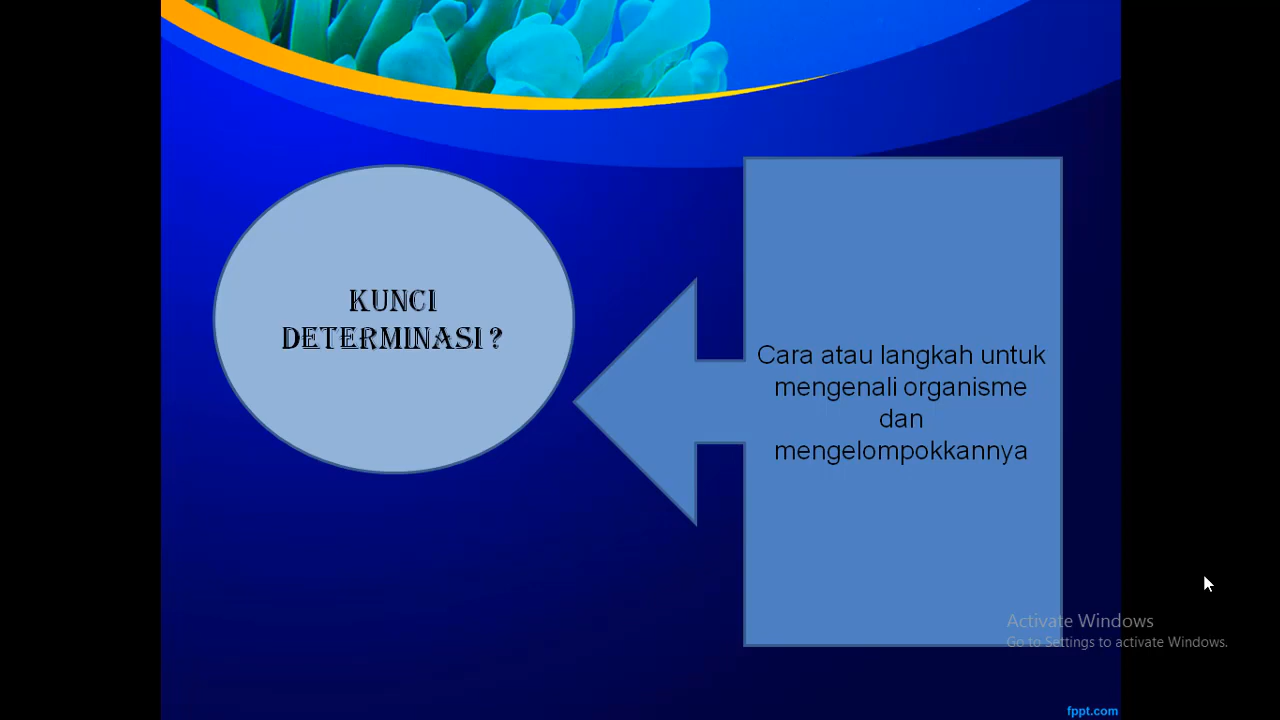 KUNCI
DETERMINASI ?
Cara atau langkah untuk
mengenali organisme
dan
mengelompokkannya
Activate Windows
Go to Settings to activate Windows.
fppt.com